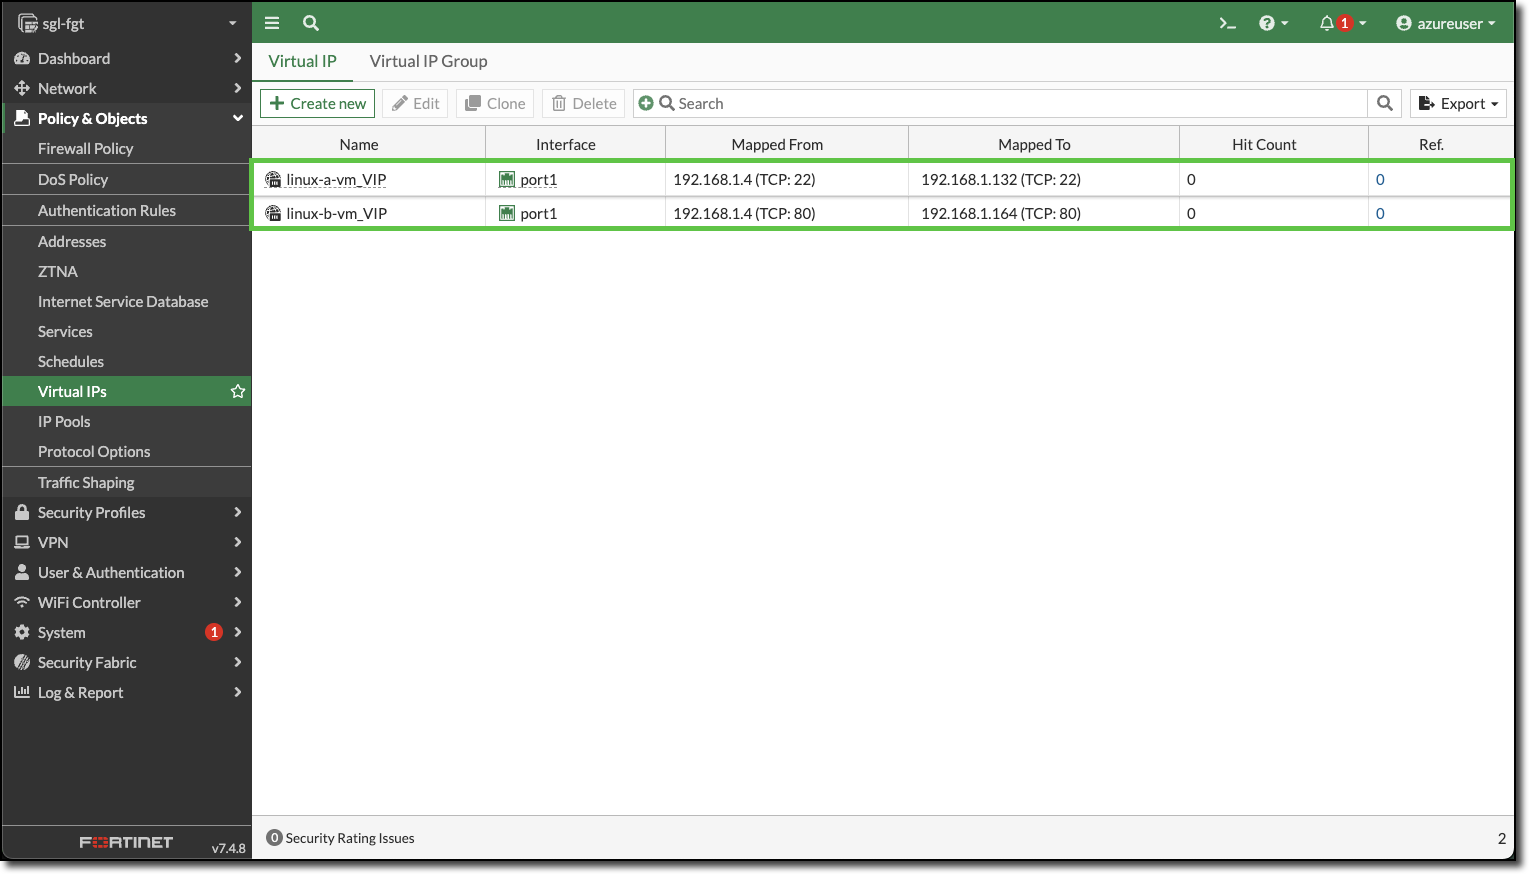 sgl-fgt
Dashboard
Network
Policy & Objects
Firewall Policy
DoS Policy
Authentication Rules
Addresses
ZTNA
Internet Service Database
Services
Schedules
Virtual IPs
IP Pools
Protocol Options
Traffic Shaping
Security Profiles
VPN
User & Authentication
WiFi Controller
System 1
Security Fabric
Log & Report
FORTINET v7.4.8
>_ ? 1 azureuser
Virtual IP Virtual IP Group
Create new Edit Clone Delete Search Export
Name Interface Mapped From Mapped To Hit Count Ref.
linux-a-vm_VIP port1 192.168.1.4 (TCP: 22) 192.168.1.132 (TCP: 22) 0 0
linux-b-vm_VIP port1 192.168.1.4 (TCP: 80) 192.168.1.164 (TCP: 80) 0 0
0 Security Rating Issues 2